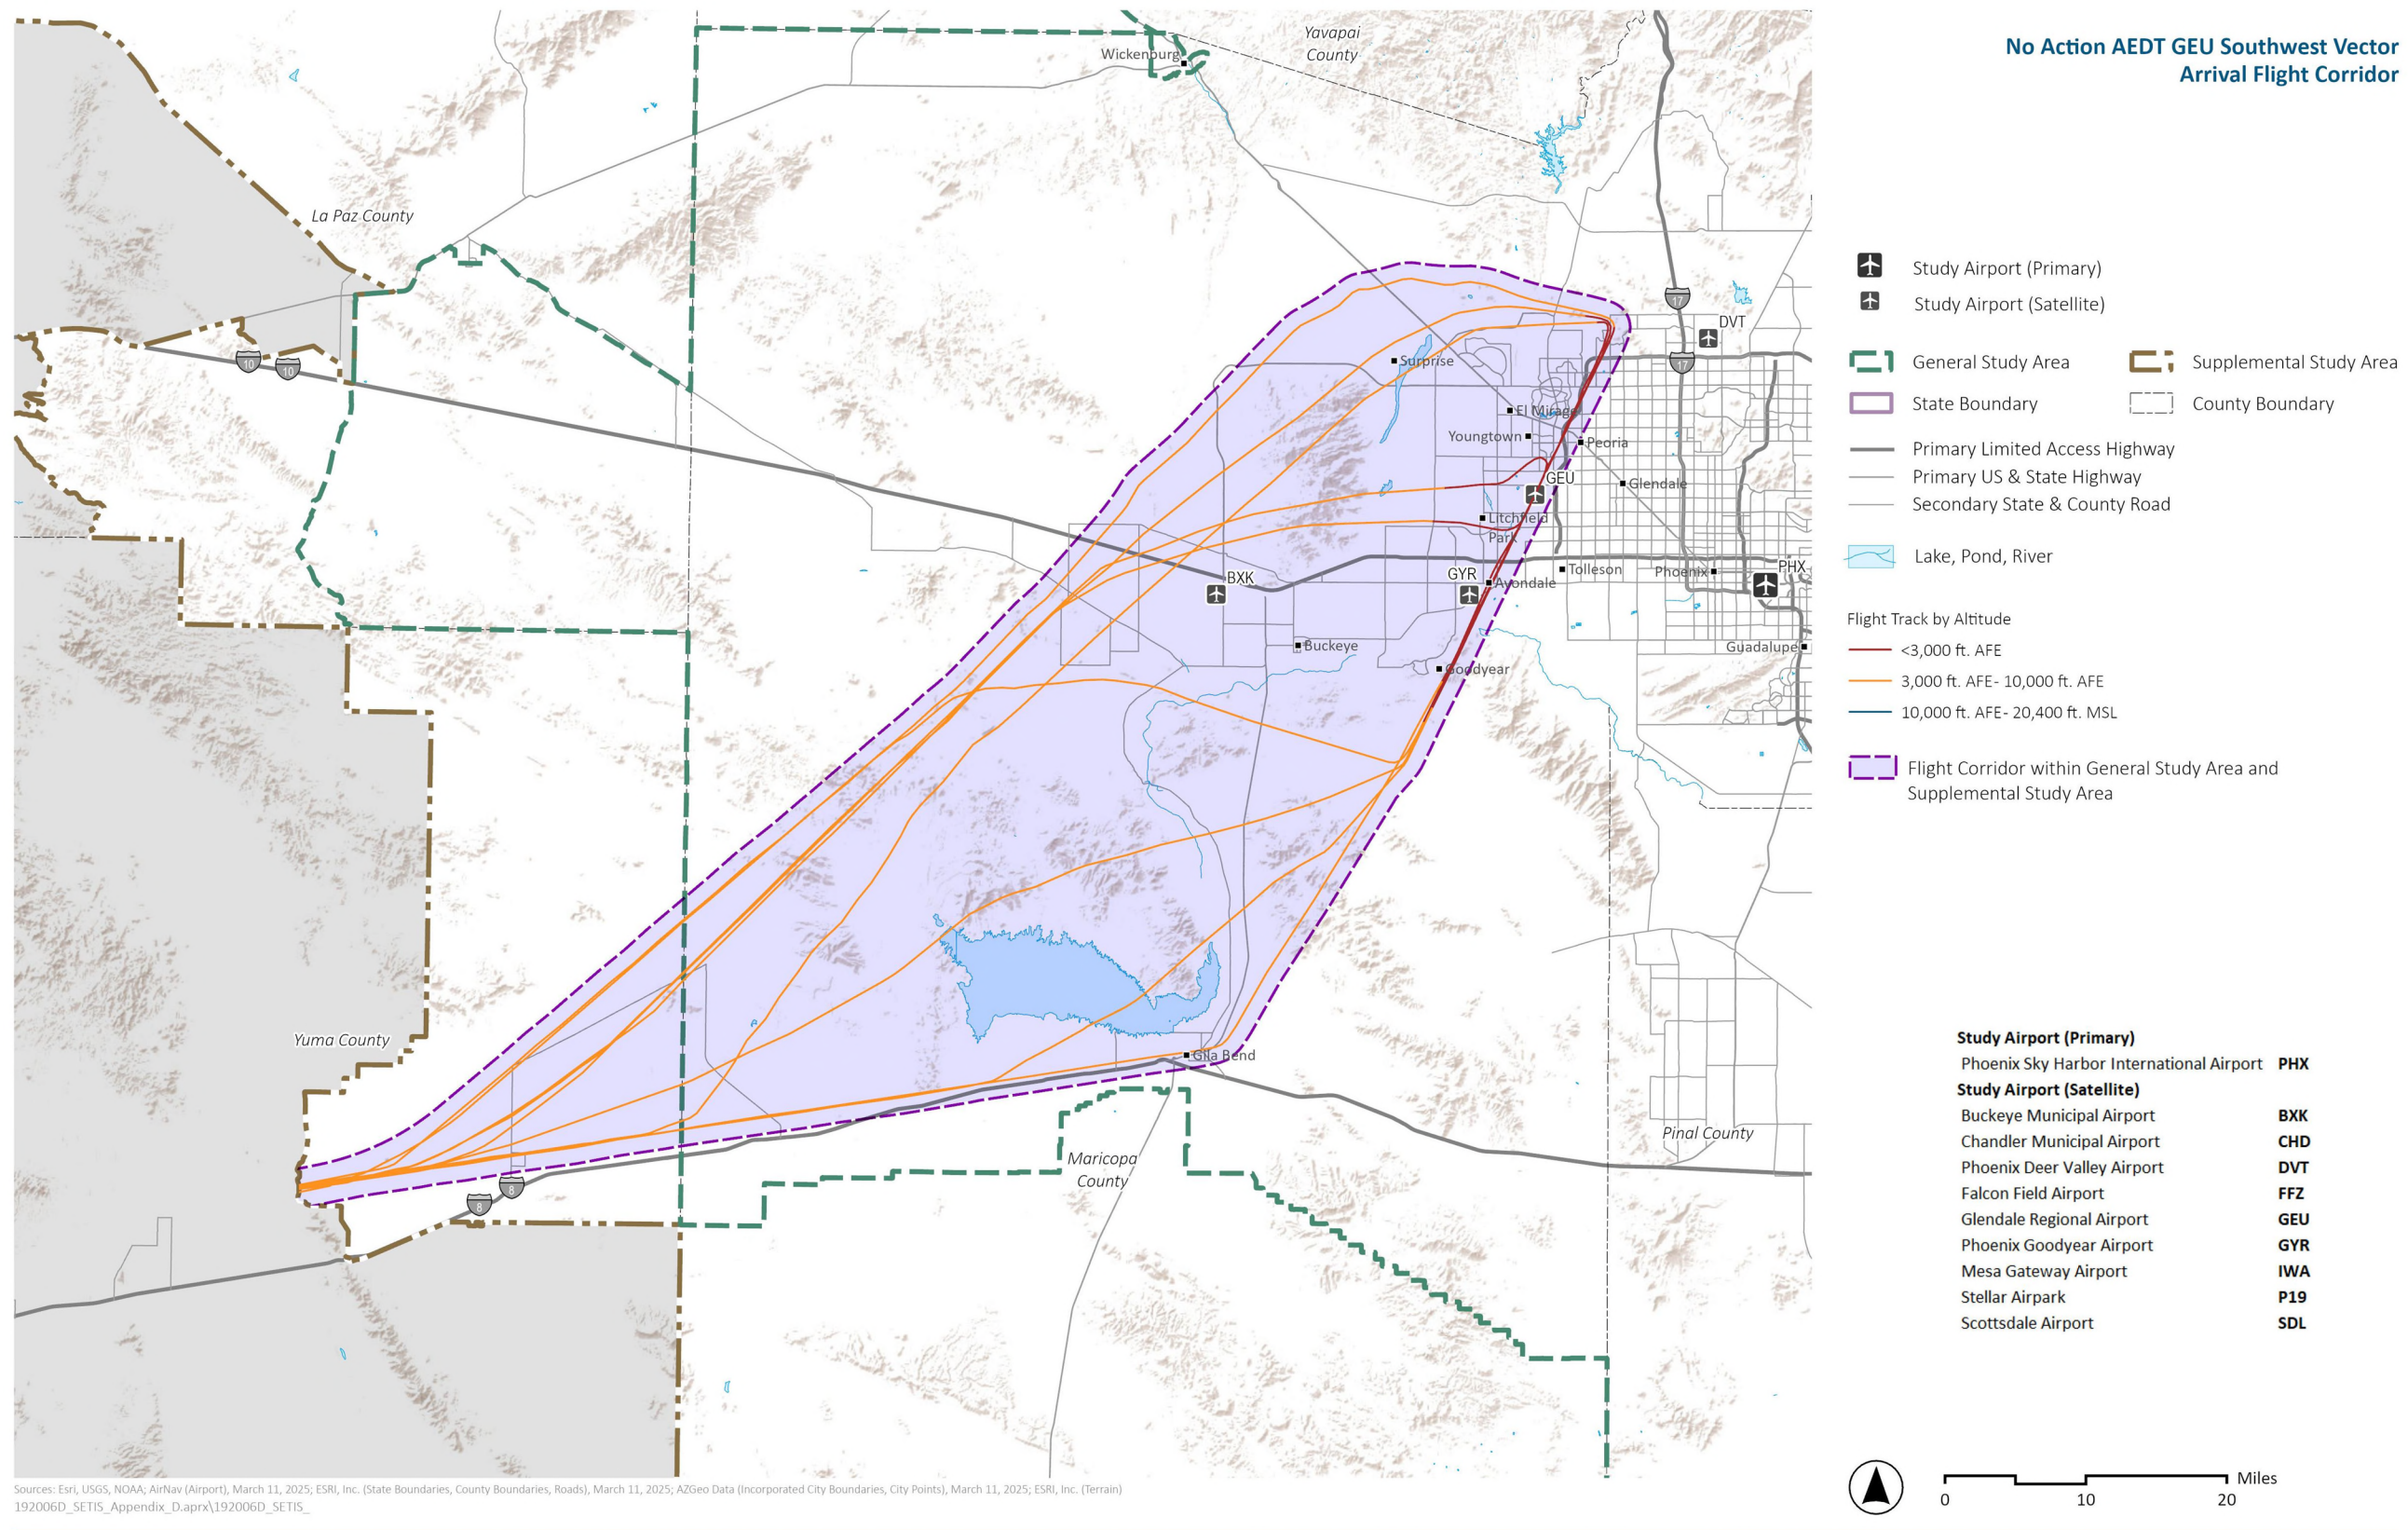 No Action AEDT GEU Southwest Vector
Arrival Flight Corridor
Yavapai
County
Wickenburg
La Paz County
17
DVT
10
10
17
Surprise
El Mirage
Youngtown
Peoria
GEU
Glendale
Litchfield
Park
BXK
GYR
Avondale
Tolleson
Phoenix
PHX
Buckeye
Guadalupe
Goodyear
Yuma County
Gila Bend
Pinal County
Maricopa
County
8
8
Study Airport (Primary)
Study Airport (Satellite)
General Study Area
Supplemental Study Area
State Boundary
County Boundary
Primary Limited Access Highway
Primary US & State Highway
Secondary State & County Road
Lake, Pond, River
Flight Track by Altitude
<3,000 ft. AFE
3,000 ft. AFE- 10,000 ft. AFE
10,000 ft. AFE- 20,400 ft. MSL
Flight Corridor within General Study Area and
Supplemental Study Area
Study Airport (Primary)
Phoenix Sky Harbor International Airport PHX
Study Airport (Satellite)
Buckeye Municipal Airport BXK
Chandler Municipal Airport CHD
Phoenix Deer Valley Airport DVT
Falcon Field Airport FFZ
Glendale Regional Airport GEU
Phoenix Goodyear Airport GYR
Mesa Gateway Airport IWA
Stellar Airpark P19
Scottsdale Airport SDL
Miles
0 10 20
Sources: Esri, USGS, NOAA; AirNav (Airport), March 11, 2025; ESRI, Inc. (State Boundaries, County Boundaries, Roads), March 11, 2025; AZGeo Data (Incorporated City Boundaries, City Points), March 11, 2025; ESRI, Inc. (Terrain)
192006D_SETIS_Appendix_D.aprx\192006D_SETIS_